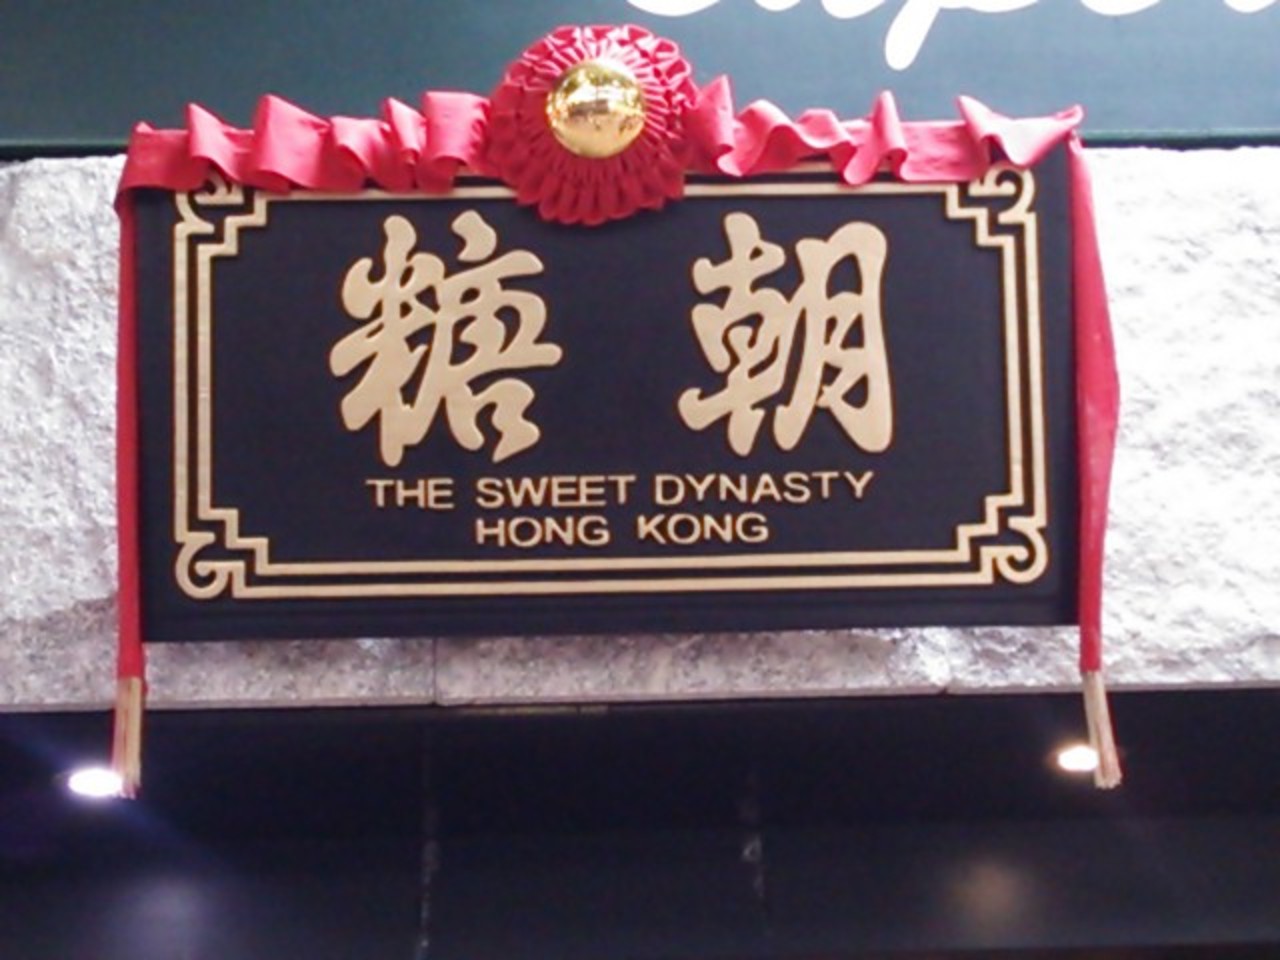 糖朝
THE SWEET DYNASTY
HONG KONG